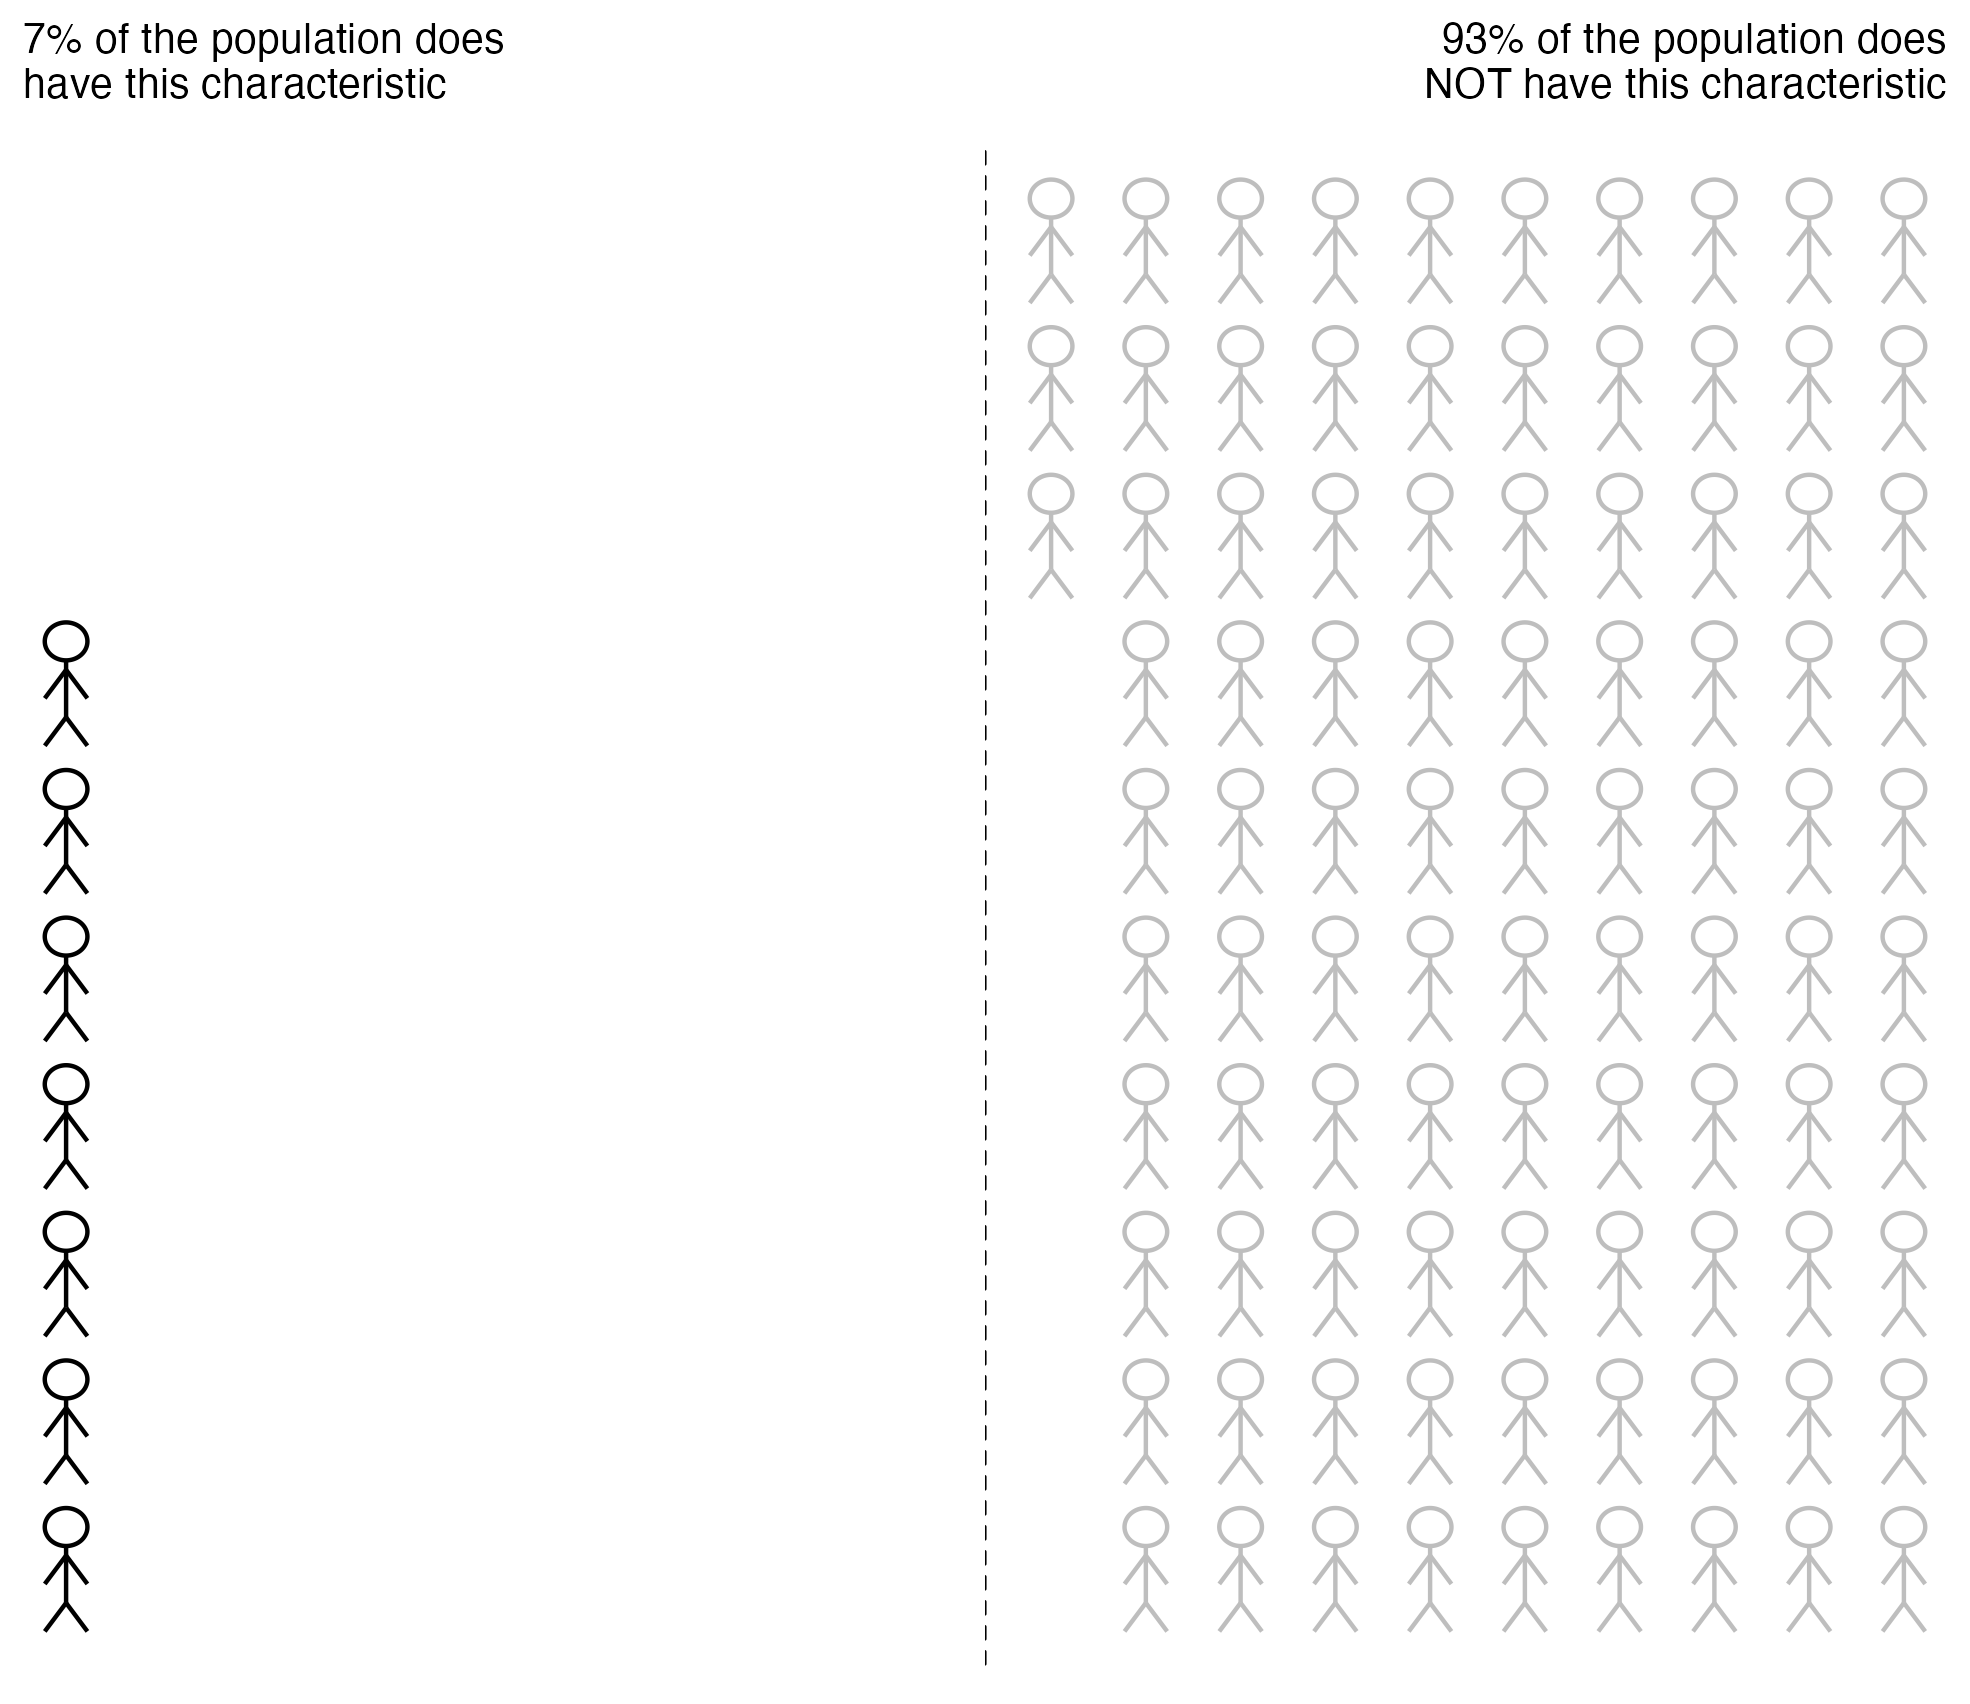 7% of the population does
have this characteristic
93% of the population does
NOT have this characteristic